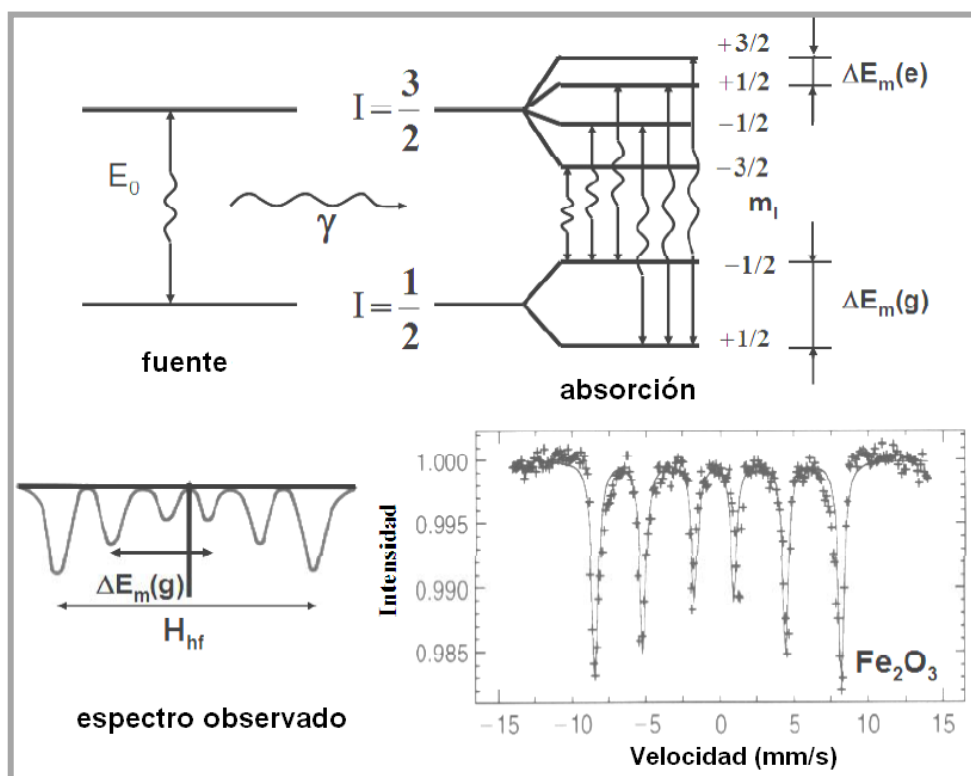 +3/2
I=3/2
+1/2
ΔEₘ(e)
−1/2
E₀
−3/2
γ
m_I
I=1/2
−1/2
ΔEₘ(g)
+1/2
fuente
absorción
ΔEₘ(g)
H_hf
espectro observado
Intensidad
1.000
0.995
0.990
0.985
Fe₂O₃
−15 −10 −5 0 5 10 15
Velocidad (mm/s)